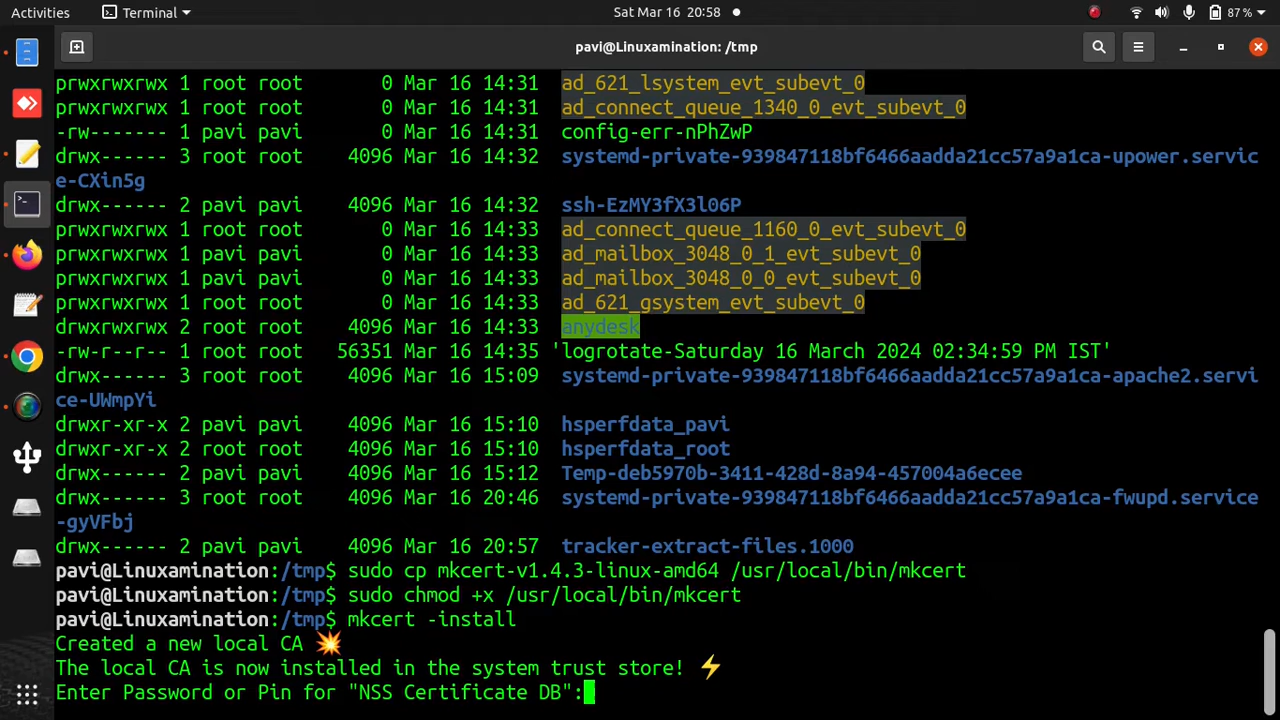 Activities Terminal Sat Mar 16 20:58 87 %
pavi@Linuxamination: /tmp
prwxrwxrwx 1 root root 0 Mar 16 14:31 ad_621_lsystem_evt_subevt_0
prwxrwxrwx 1 root root 0 Mar 16 14:31 ad_connect_queue_1340_0_evt_subevt_0
-rw------- 1 pavi pavi 0 Mar 16 14:31 config-err-nPhZwP
drwx------ 3 root root 4096 Mar 16 14:32 systemd-private-939847118bf6466aadda21cc57a9a1ca-upower.servic
e-CXin5g
drwx------ 2 pavi pavi 4096 Mar 16 14:32 ssh-EzMY3fX3l06P
prwxrwxrwx 1 root root 0 Mar 16 14:33 ad_connect_queue_1160_0_evt_subevt_0
prwxrwxrwx 1 pavi pavi 0 Mar 16 14:33 ad_mailbox_3048_0_1_evt_subevt_0
prwxrwxrwx 1 pavi pavi 0 Mar 16 14:33 ad_mailbox_3048_0_0_evt_subevt_0
prwxrwxrwx 1 root root 0 Mar 16 14:33 ad_621_gsystem_evt_subevt_0
drwxrwxrwx 2 root root 4096 Mar 16 14:33 anydesk
-rw-r--r-- 1 root root 56351 Mar 16 14:35 'logrotate-Saturday 16 March 2024 02:34:59 PM IST'
drwx------ 3 root root 4096 Mar 16 15:09 systemd-private-939847118bf6466aadda21cc57a9a1ca-apache2.servi
ce-UWmpYi
drwxr-xr-x 2 pavi pavi 4096 Mar 16 15:10 hsperfdata_pavi
drwxr-xr-x 2 root root 4096 Mar 16 15:10 hsperfdata_root
drwx------ 2 pavi pavi 4096 Mar 16 15:12 Temp-deb5970b-3411-428d-8a94-457004a6ecee
drwx------ 3 root root 4096 Mar 16 20:46 systemd-private-939847118bf6466aadda21cc57a9a1ca-fwupd.service
-gyVFbj
drwx------ 2 pavi pavi 4096 Mar 16 20:57 tracker-extract-files.1000
pavi@Linuxamination:/tmp$ sudo cp mkcert-v1.4.3-linux-amd64 /usr/local/bin/mkcert
pavi@Linuxamination:/tmp$ sudo chmod +x /usr/local/bin/mkcert
pavi@Linuxamination:/tmp$ mkcert -install
Created a new local CA 💥
The local CA is now installed in the system trust store! ⚡
Enter Password or Pin for "NSS Certificate DB":